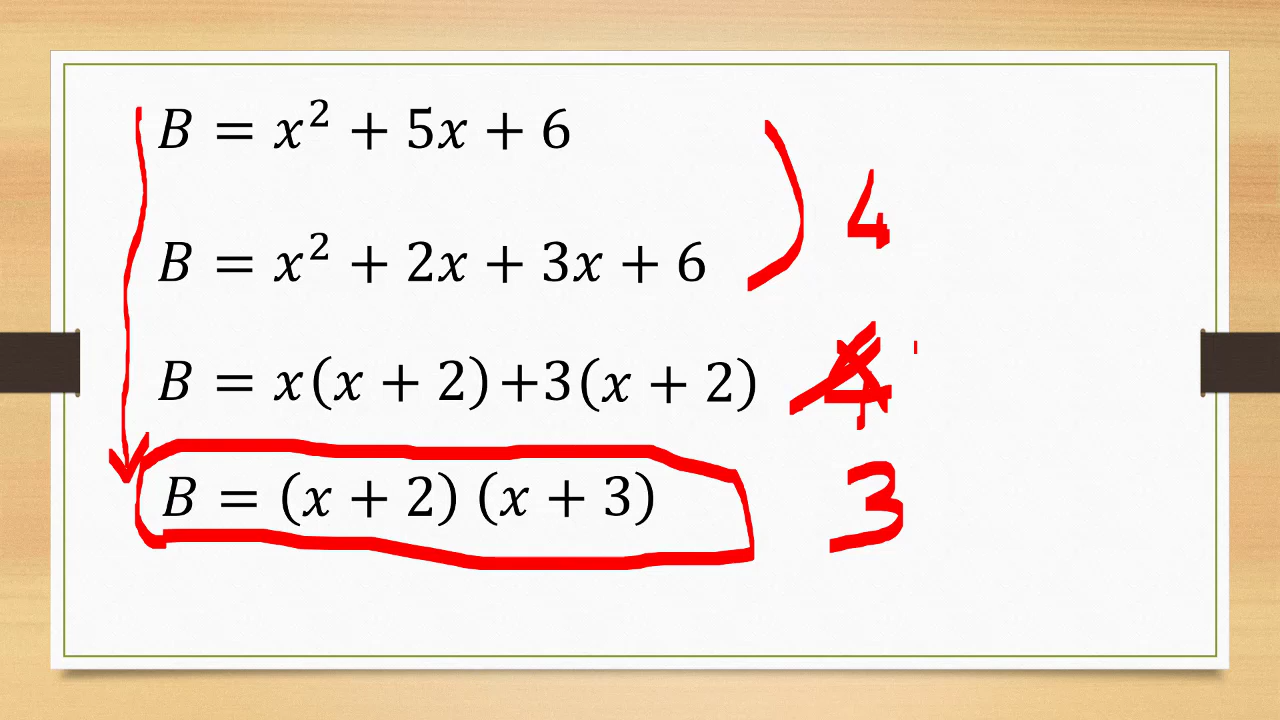 B = x² + 5x + 6
4
B = x² + 2x + 3x + 6
B = x(x + 2)+3(x + 2) 4
B = (x + 2) (x + 3) 3